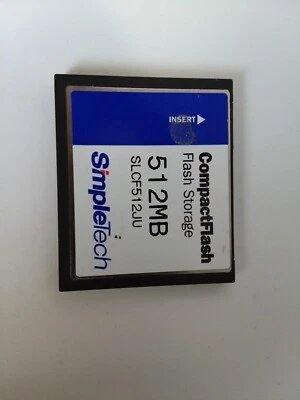 INSERT
CompactFlash
Flash Storage
512MB
SLCF512JU
SimpleTech